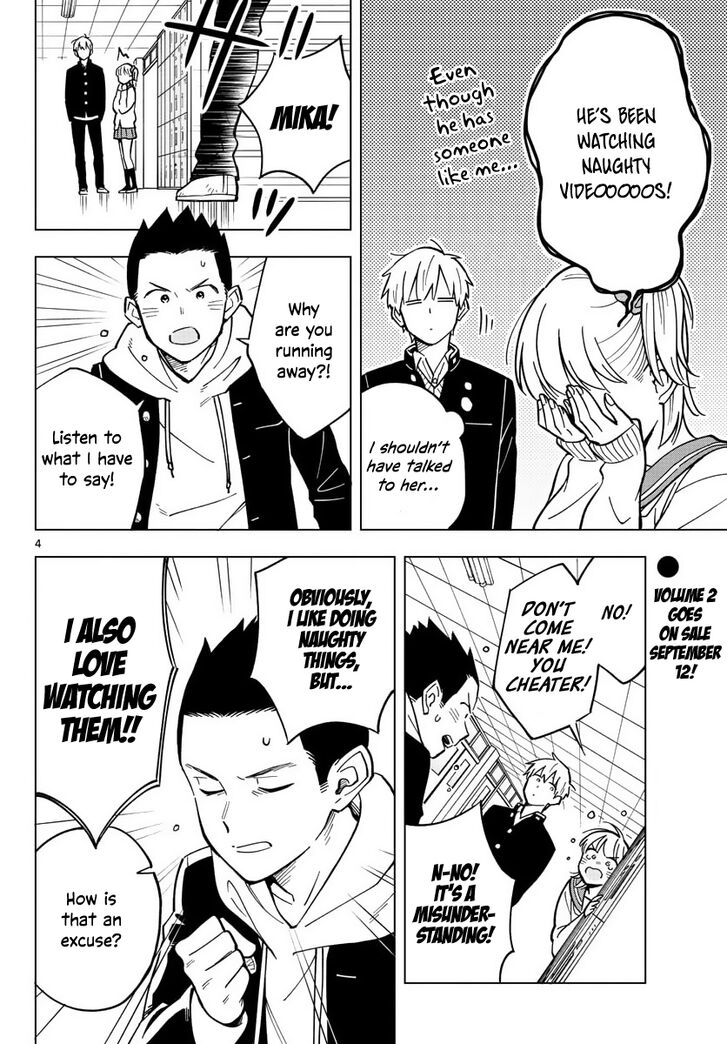 HE'S BEEN
WATCHING
NAUGHTY
VIDEOOOOOS!
Even
though
he has
someone
like me...
I shouldn't
have talked
to her...
MIKA!
Why
are you
running
away?!
Listen to
what I have
to say!
4
VOLUME 2
GOES
ON SALE
SEPTEMBER
12!
NO!
DON'T
COME
NEAR ME!
YOU
CHEATER!
N-NO!
IT'S A
MISUNDER-
STANDING!
OBVIOUSLY,
I LIKE DOING
NAUGHTY
THINGS,
BUT...
I ALSO
LOVE
WATCHING
THEM!!
How is
that an
excuse?